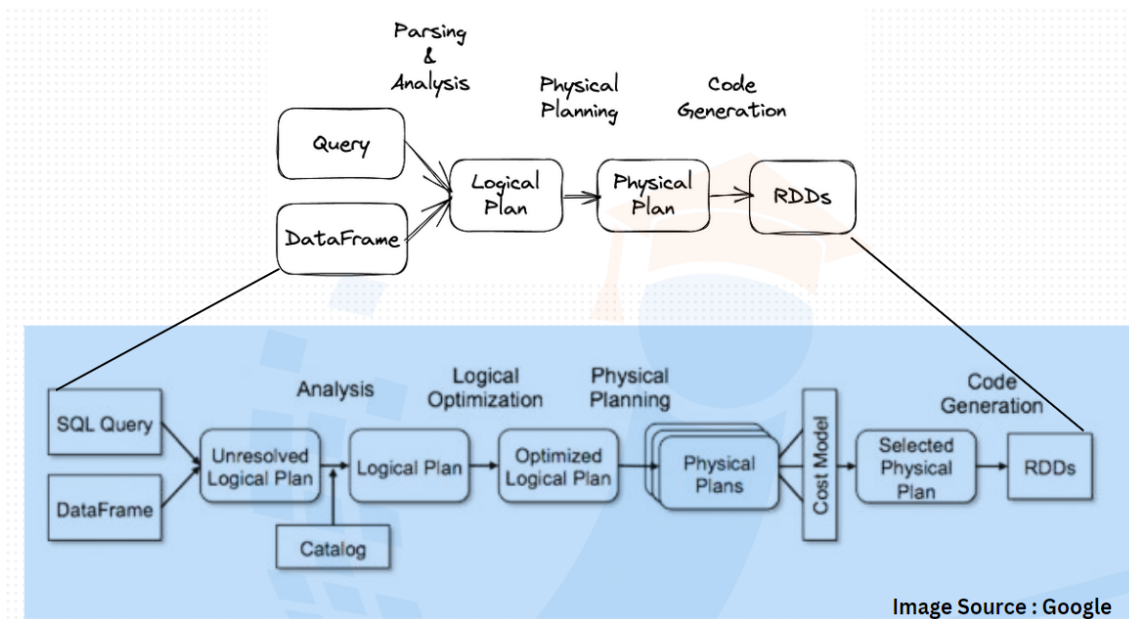 Parsing
&
Analysis
Physical
Planning
Code
Generation
Query
Logical
Plan
Physical
Plan
RDDs
DataFrame
Analysis
Logical
Optimization
Physical
Planning
Code
Generation
SQL Query
DataFrame
Unresolved
Logical Plan
Logical Plan
Optimized
Logical Plan
Physical
Plans
Cost Model
Selected
Physical
Plan
RDDs
Catalog
Image Source : Google